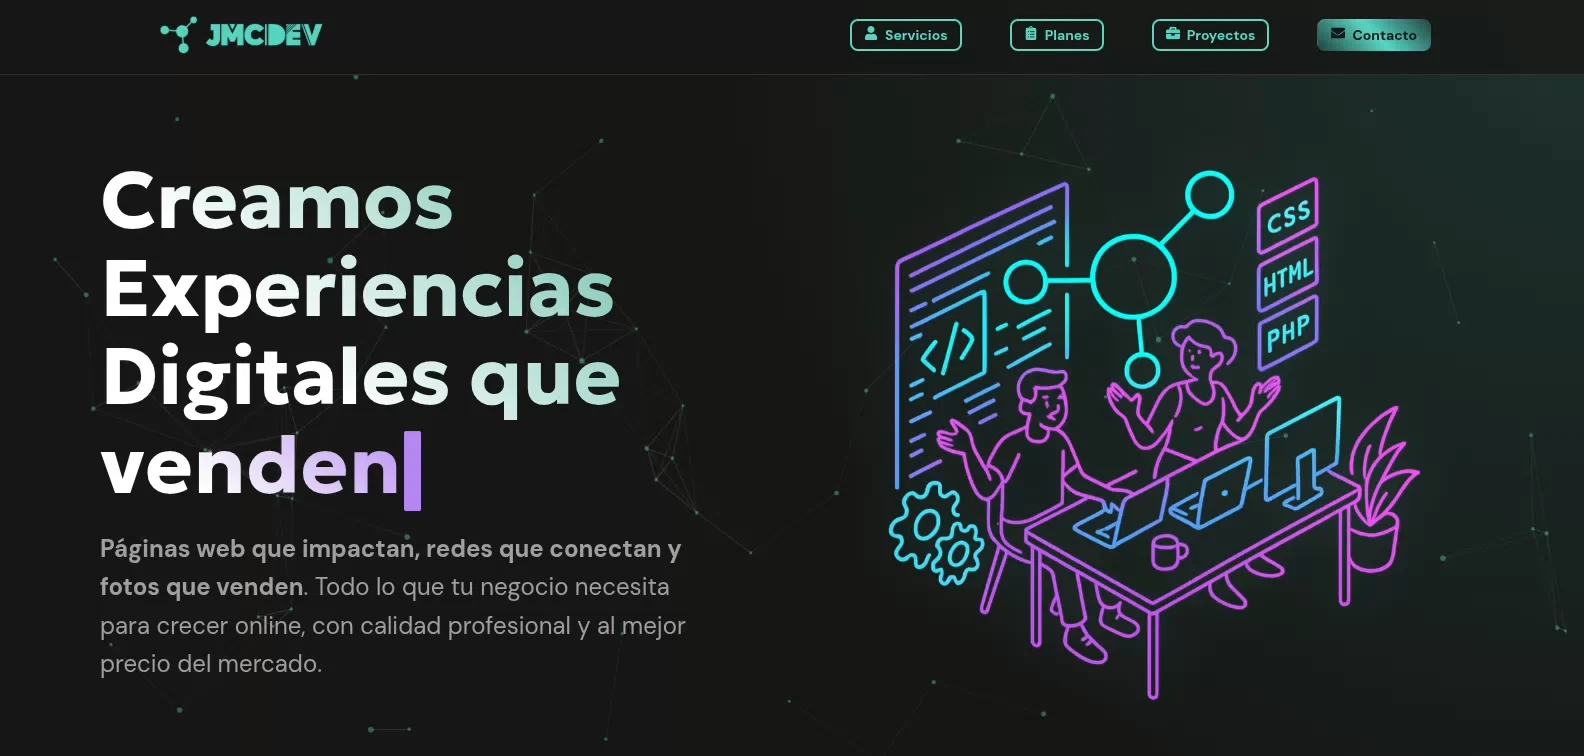 JMCDEV
Servicios
Planes
Proyectos
Contacto
Creamos
Experiencias
Digitales que
venden
Páginas web que impactan, redes que conectan y
fotos que venden. Todo lo que tu negocio necesita
para crecer online, con calidad profesional y al mejor
precio del mercado.
</>
CSS
HTML
PHP